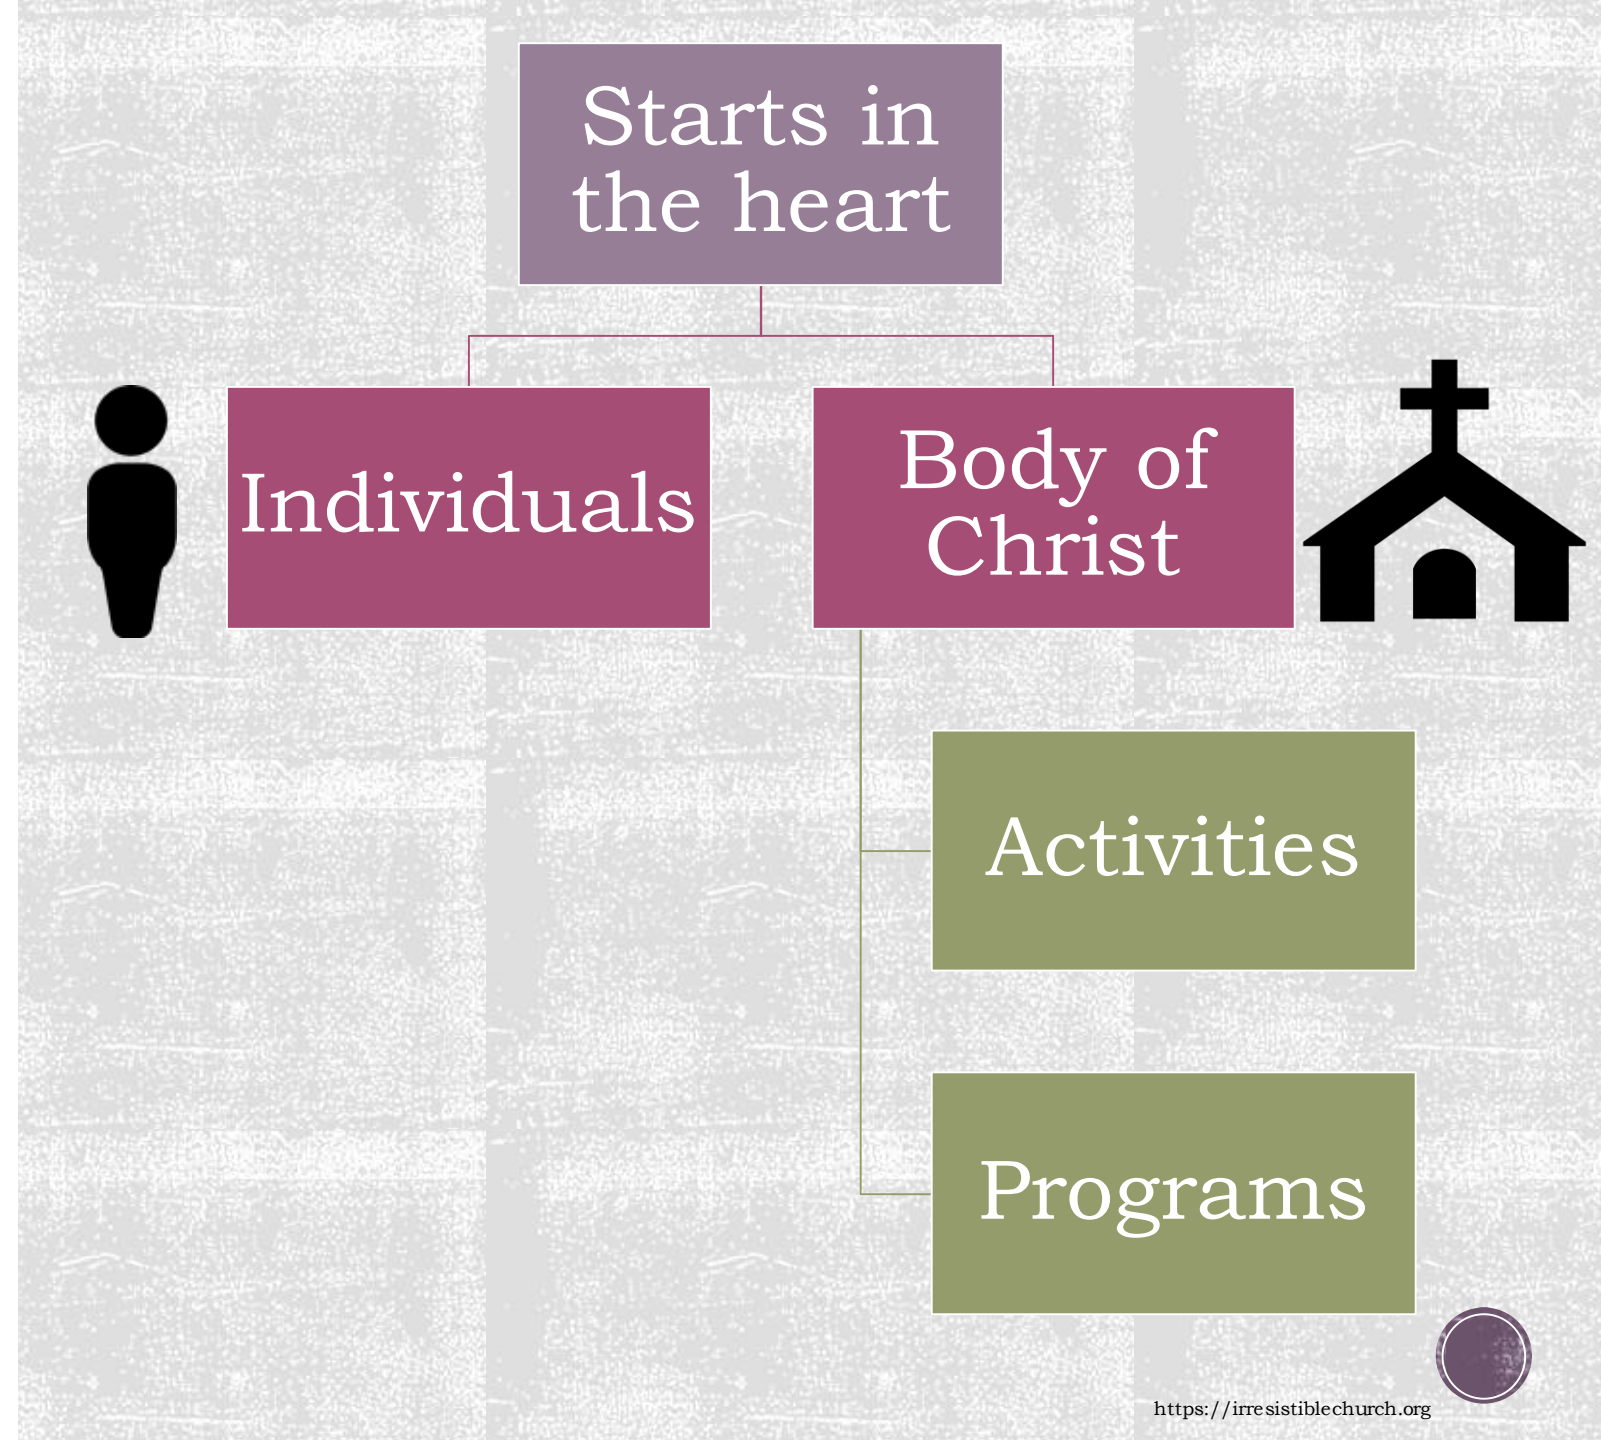 Starts in
the heart
Individuals
Body of
Christ
Activities
Programs
https://irresistiblechurch.org